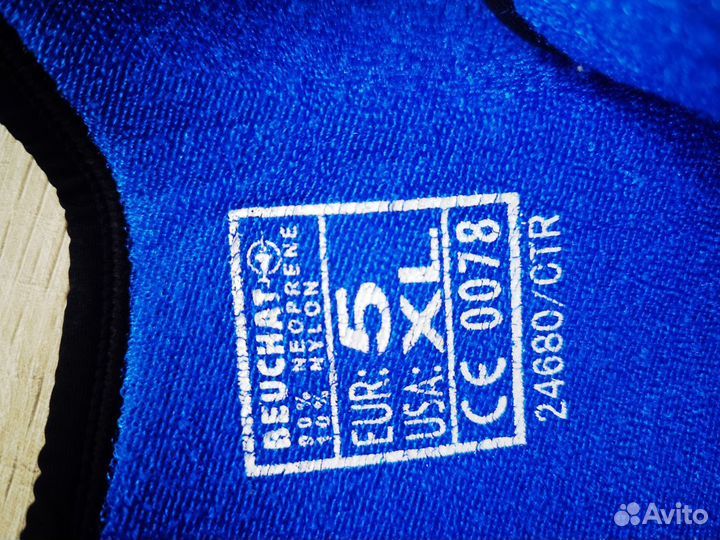 BEUCHAT
90% NEOPRENE
10% NYLON
EUR: 5
USA: XL
CE 0078
24680/CTR
Avito